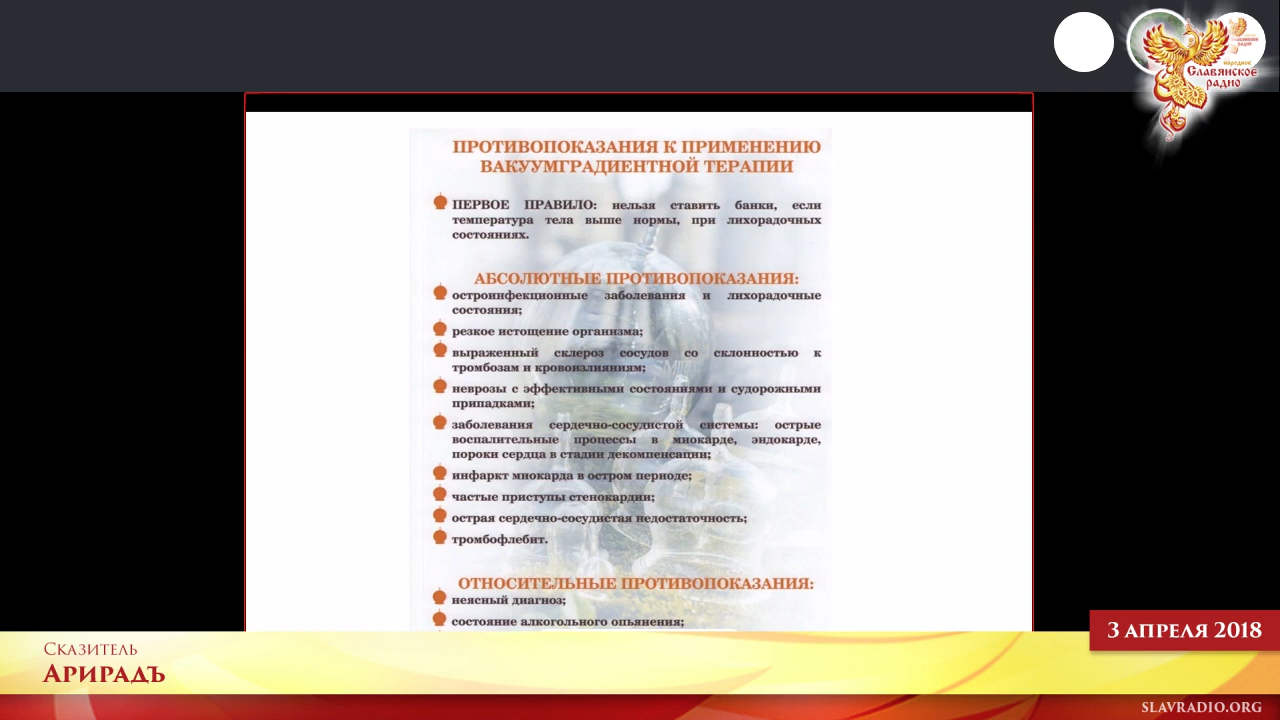 народное
Славянское
радио
ПРОТИВОПОКАЗАНИЯ К ПРИМЕНЕНИЮ
ВАКУУМГРАДИЕНТНОЙ ТЕРАПИИ
ПЕРВОЕ ПРАВИЛО: нельзя ставить банки, если
температура тела выше нормы, при лихорадочных
состояниях.
АБСОЛЮТНЫЕ ПРОТИВОПОКАЗАНИЯ:
остроинфекционные заболевания и лихорадочные
состояния;
резкое истощение организма;
выраженный склероз сосудов со склонностью к
тромбозам и кровоизлияниям;
неврозы с эффективными состояниями и судорожными
припадками;
заболевания сердечно-сосудистой системы: острые
воспалительные процессы в миокарде, эндокарде,
пороки сердца в стадии декомпенсации;
инфаркт миокарда в остром периоде;
частые приступы стенокардии;
острая сердечно-сосудистая недостаточность;
тромбофлебит.
ОТНОСИТЕЛЬНЫЕ ПРОТИВОПОКАЗАНИЯ:
неясный диагноз;
состояние алкогольного опьянения;
3 АПРЕЛЯ 2018
Сказитель
Арирадъ
SLAVRADIO.ORG